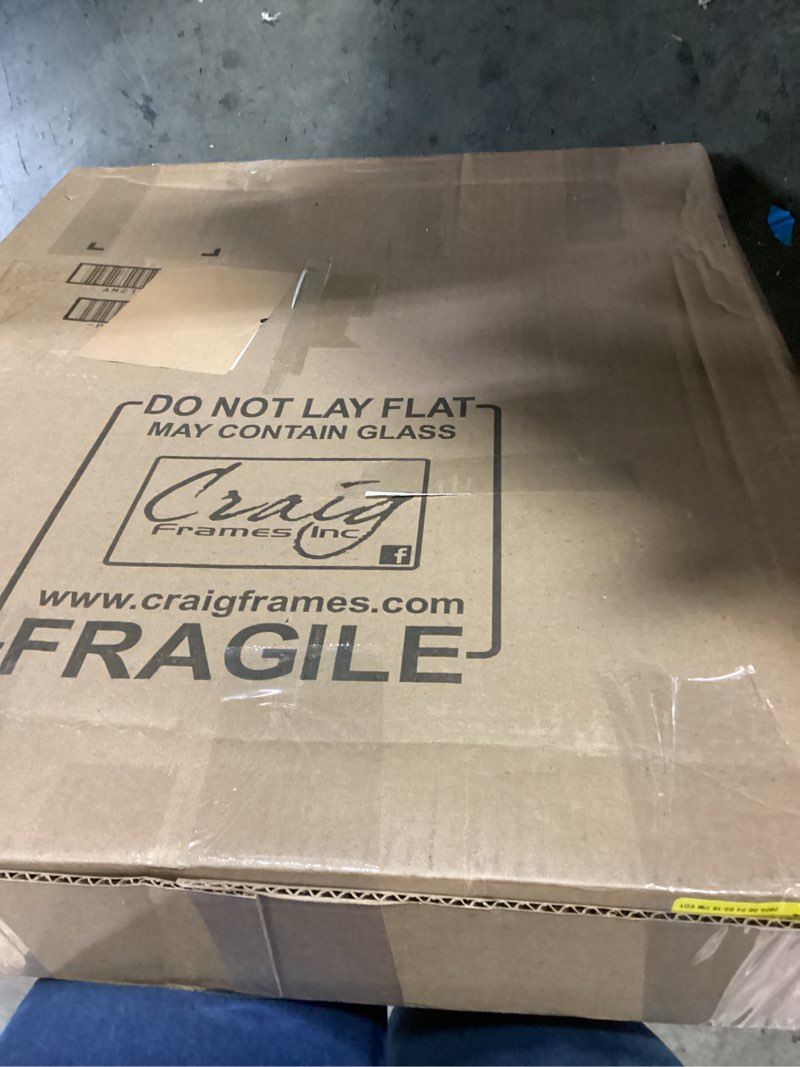 DO NOT LAY FLAT
MAY CONTAIN GLASS
Craig
Frames Inc.
f
www.craigframes.com
FRAGILE